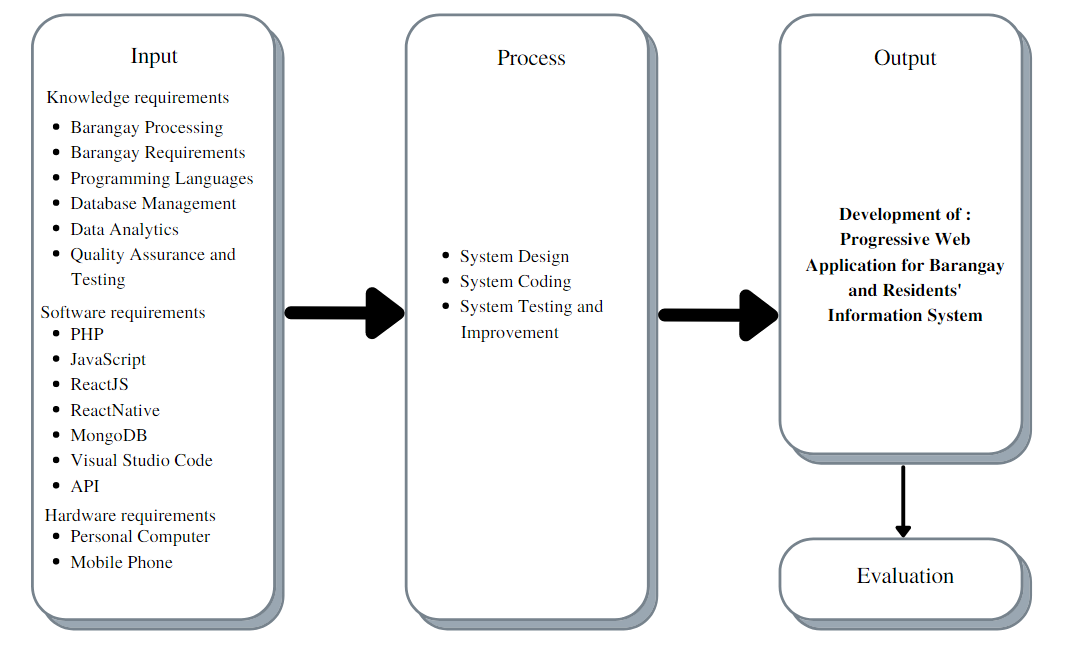 Input
Knowledge requirements
Barangay Processing
Barangay Requirements
Programming Languages
Database Management
Data Analytics
Quality Assurance and
Testing
Software requirements
PHP
JavaScript
ReactJS
ReactNative
MongoDB
Visual Studio Code
API
Hardware requirements
Personal Computer
Mobile Phone
Process
System Design
System Coding
System Testing and
Improvement
Output
Development of :
Progressive Web
Application for Barangay
and Residents'
Information System
Evaluation